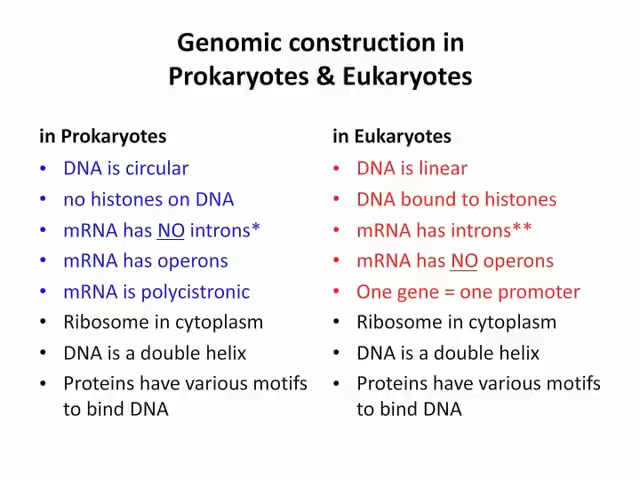 Genomic construction in
Prokaryotes & Eukaryotes
in Prokaryotes
• DNA is circular
• no histones on DNA
• mRNA has NO introns*
• mRNA has operons
• mRNA is polycistronic
• Ribosome in cytoplasm
• DNA is a double helix
• Proteins have various motifs
to bind DNA
in Eukaryotes
• DNA is linear
• DNA bound to histones
• mRNA has introns**
• mRNA has NO operons
• One gene = one promoter
• Ribosome in cytoplasm
• DNA is a double helix
• Proteins have various motifs
to bind DNA